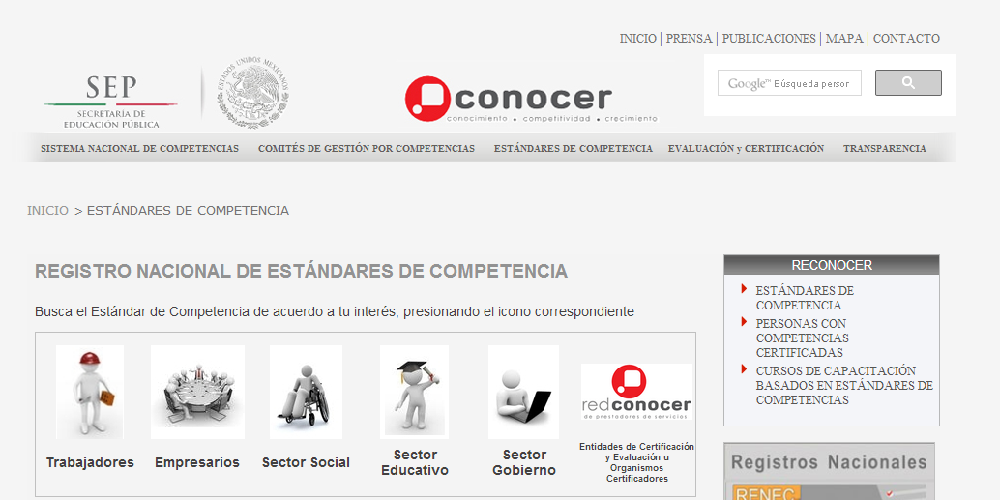 INICIO | PRENSA | PUBLICACIONES | MAPA | CONTACTO
SEP
SECRETARÍA DE
EDUCACIÓN PÚBLICA
ESTADOS UNIDOS MEXICANOS
conocer
conocimiento • competitividad • crecimiento
Google™ Búsqueda persor
SISTEMA NACIONAL DE COMPETENCIAS
COMITÉS DE GESTIÓN POR COMPETENCIAS
ESTÁNDARES DE COMPETENCIA
EVALUACIÓN y CERTIFICACIÓN
TRANSPARENCIA
INICIO > ESTÁNDARES DE COMPETENCIA
REGISTRO NACIONAL DE ESTÁNDARES DE COMPETENCIA
Busca el Estándar de Competencia de acuerdo a tu interés, presionando el icono correspondiente
Trabajadores
Empresarios
Sector Social
Sector
Educativo
Sector
Gobierno
redconocer
de prestadores de servicios
Entidades de Certificación
y Evaluación u
Organismos
Certificadores
RECONOCER
ESTÁNDARES DE
COMPETENCIA
PERSONAS CON
COMPETENCIAS
CERTIFICADAS
CURSOS DE CAPACITACIÓN
BASADOS EN ESTÁNDARES DE
COMPETENCIAS
Registros Nacionales
RENEC